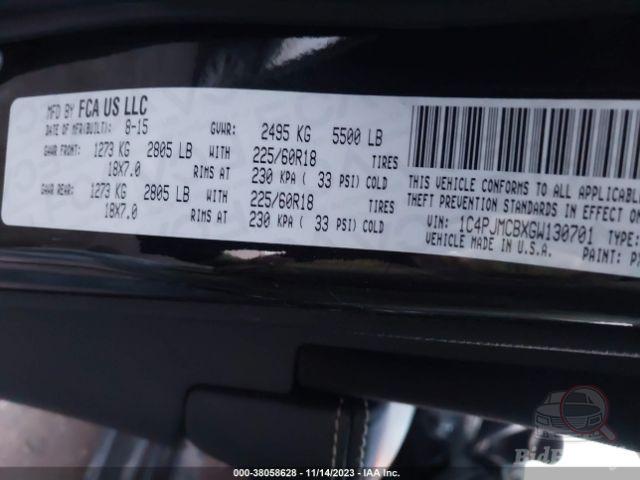 MFD BY FCA US LLC
DATE OF MFR(BUILT): 8-15 GVWR: 2495 KG 5500 LB
GAWR FRONT: 1273 KG 2805 LB WITH 225/60R18 TIRES
18X7.0 RIMS AT 230 KPA ( 33 PSI) COLD
GAWR REAR: 1273 KG 2805 LB WITH 225/60R18 TIRES
18X7.0 RIMS AT 230 KPA ( 33 PSI) COLD
THIS VEHICLE CONFORMS TO ALL APPLICABLE
THEFT PREVENTION STANDARDS IN EFFECT
VIN: 1C4PJMCBXGW130701 TYPE:
VEHICLE MADE IN U.S.A. PAINT:
000-38058628 - 11/14/2023 - IAA Inc.